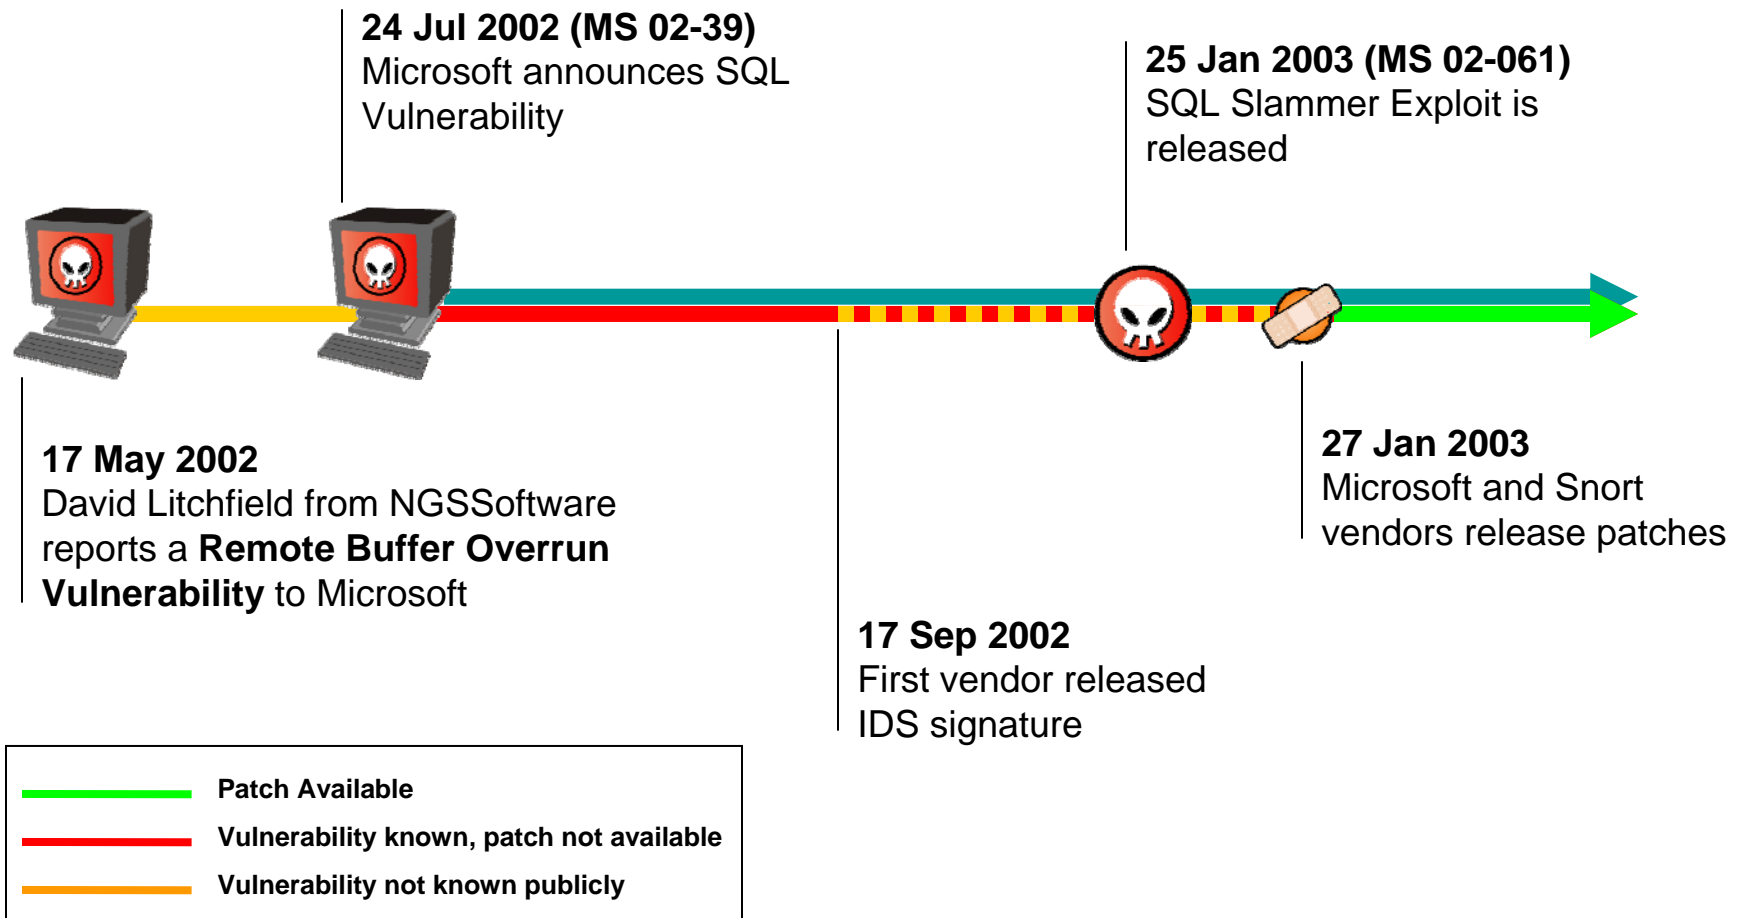 24 Jul 2002 (MS 02-39)
Microsoft announces SQL
Vulnerability
25 Jan 2003 (MS 02-061)
SQL Slammer Exploit is
released
17 May 2002
David Litchfield from NGSSoftware
reports a Remote Buffer Overrun
Vulnerability to Microsoft
27 Jan 2003
Microsoft and Snort
vendors release patches
17 Sep 2002
First vendor released
IDS signature
Patch Available
Vulnerability known, patch not available
Vulnerability not known publicly